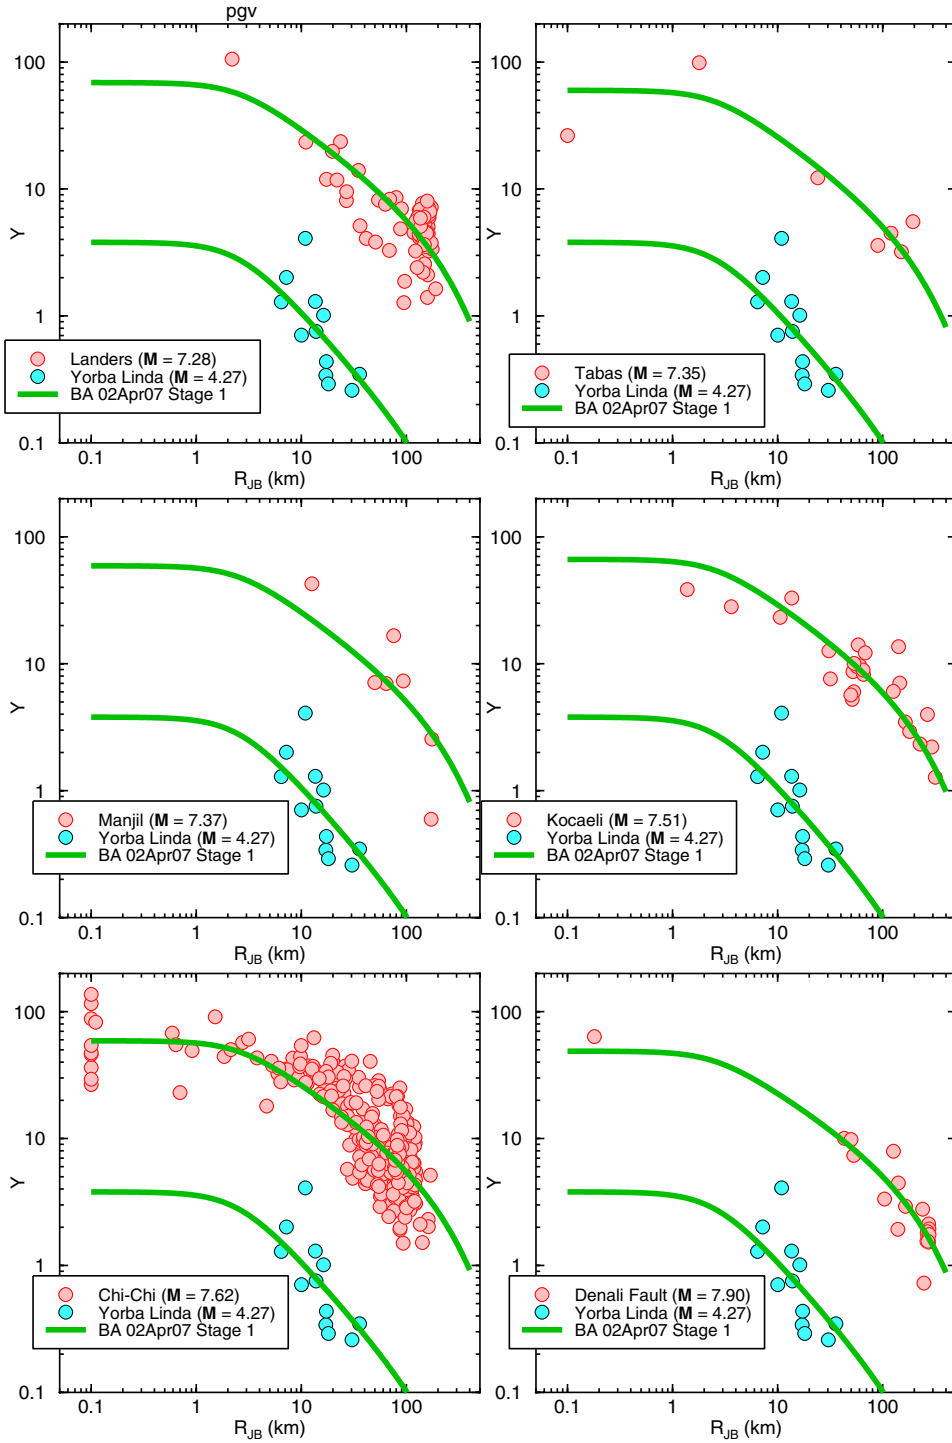 pgv
100
10
1
0.1
Y
Landers (M = 7.28)
Yorba Linda (M = 4.27)
BA 02Apr07 Stage 1
0.1 1 10 100
R_JB (km)
100
10
1
0.1
Y
Tabas (M = 7.35)
Yorba Linda (M = 4.27)
BA 02Apr07 Stage 1
0.1 1 10 100
R_JB (km)
100
10
1
0.1
Y
Manjil (M = 7.37)
Yorba Linda (M = 4.27)
BA 02Apr07 Stage 1
0.1 1 10 100
R_JB (km)
100
10
1
0.1
Y
Kocaeli (M = 7.51)
Yorba Linda (M = 4.27)
BA 02Apr07 Stage 1
0.1 1 10 100
R_JB (km)
100
10
1
0.1
Y
Chi-Chi (M = 7.62)
Yorba Linda (M = 4.27)
BA 02Apr07 Stage 1
0.1 1 10 100
R_JB (km)
100
10
1
0.1
Y
Denali Fault (M = 7.90)
Yorba Linda (M = 4.27)
BA 02Apr07 Stage 1
0.1 1 10 100
R_JB (km)